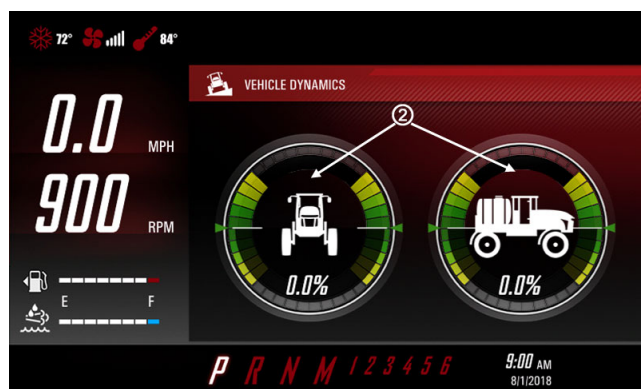 72° 84°
VEHICLE DYNAMICS
2
0.0 MPH
900 RPM
0.0% 0.0%
E F
P R N M 1 2 3 4 5 6
9:00 AM
8/1/2018